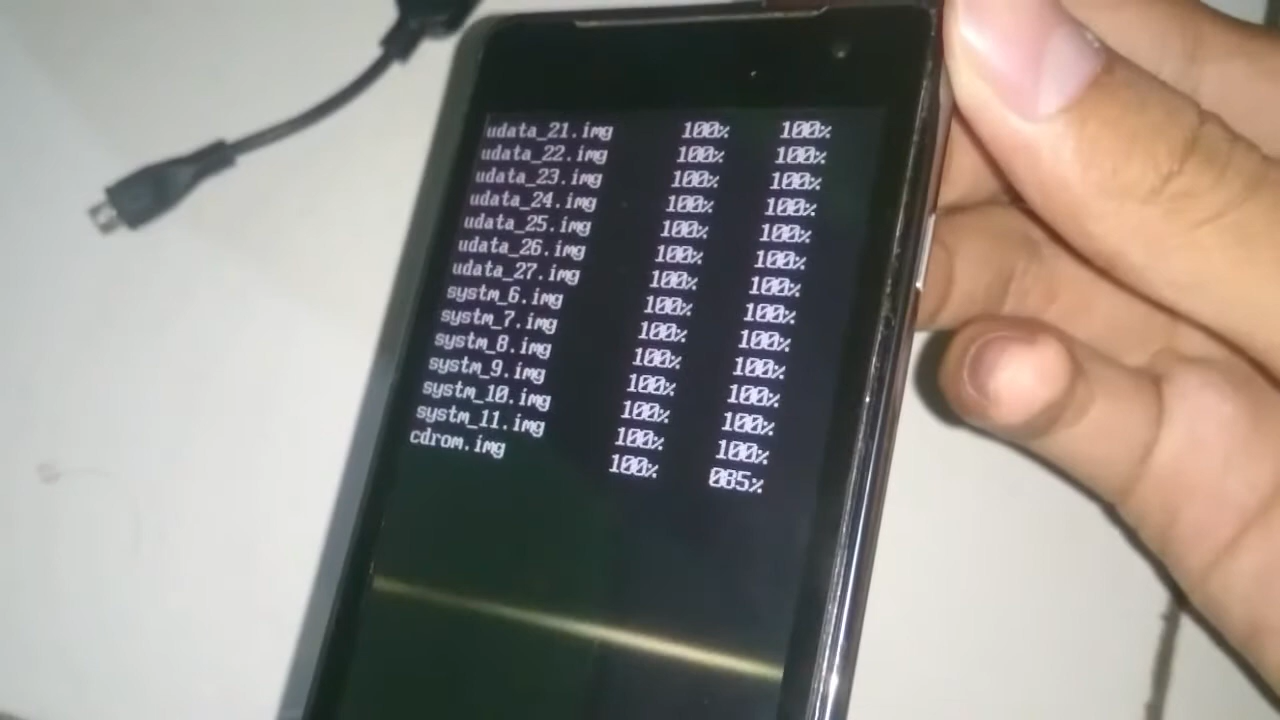 udata_21.img 100% 100%
udata_22.img 100% 100%
udata_23.img 100% 100%
udata_24.img 100% 100%
udata_25.img 100% 100%
udata_26.img 100% 100%
udata_27.img 100% 100%
systm_6.img 100% 100%
systm_7.img 100% 100%
systm_8.img 100% 100%
systm_9.img 100% 100%
systm_10.img 100% 100%
systm_11.img 100% 100%
cdrom.img 100% 085%